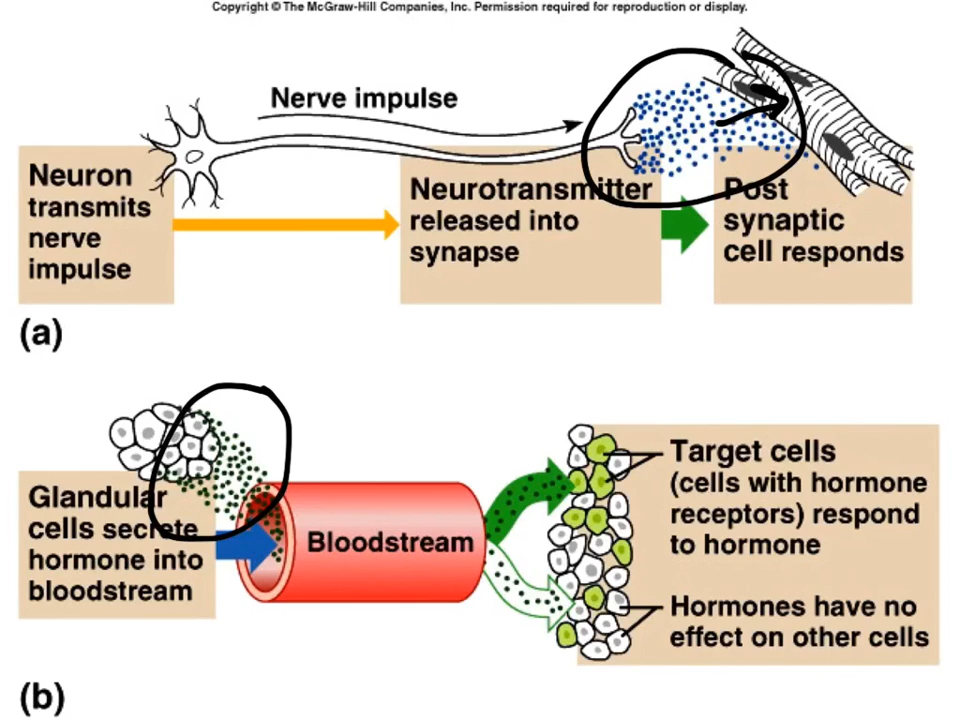 Copyright © The McGraw-Hill Companies, Inc. Permission required for reproduction or display.
Nerve impulse
Neuron
transmits
nerve
impulse
Neurotransmitter
released into
synapse
Post
synaptic
cell responds
(a)
Glandular
cells secrete
hormone into
bloodstream
Bloodstream
Target cells
(cells with hormone
receptors) respond
to hormone
Hormones have no
effect on other cells
(b)